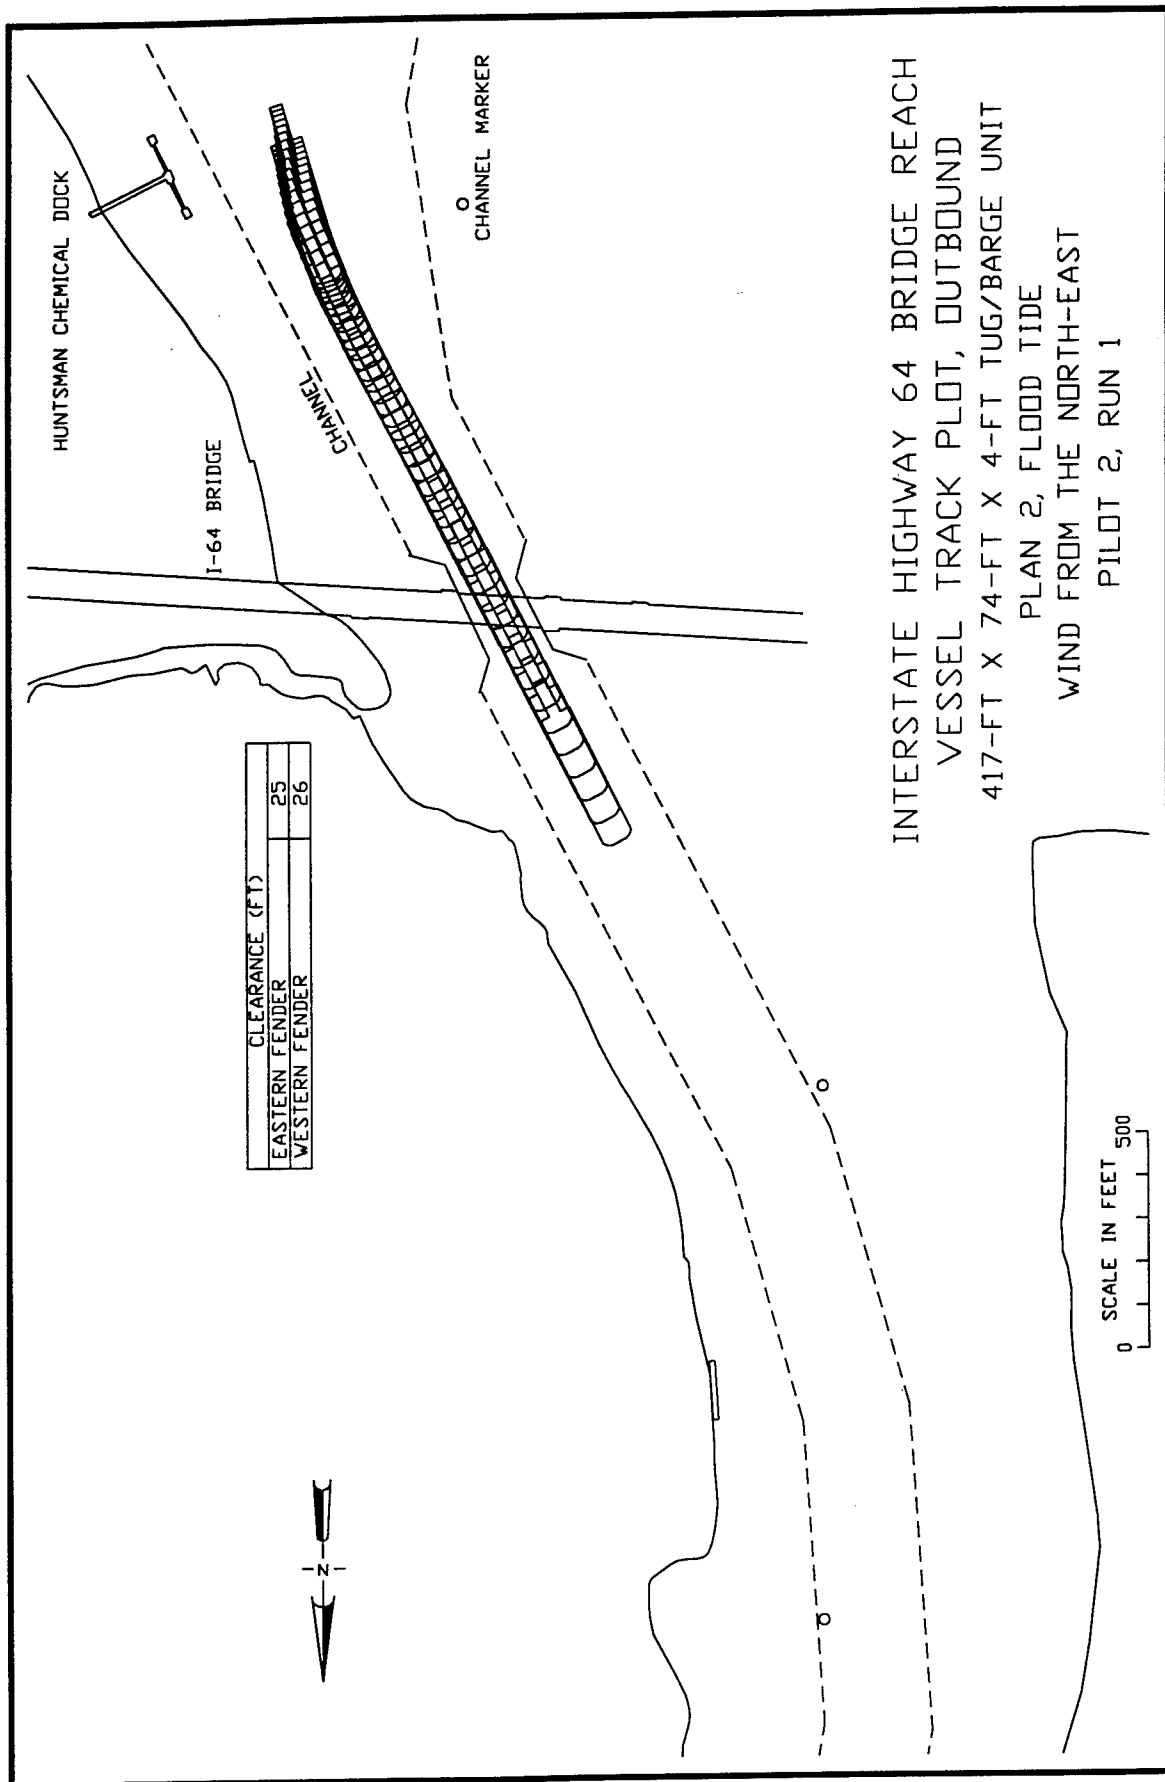 HUNTSMAN CHEMICAL DOCK
I-64 BRIDGE
CHANNEL
CHANNEL MARKER
CLEARANCE (FT)
EASTERN FENDER 25
WESTERN FENDER 26
N
INTERSTATE HIGHWAY 64 BRIDGE REACH
VESSEL TRACK PLOT, OUTBOUND
417-FT X 74-FT X 4-FT TUG/BARGE UNIT
PLAN 2, FLOOD TIDE
WIND FROM THE NORTH-EAST
PILOT 2, RUN 1
SCALE IN FEET
0 500